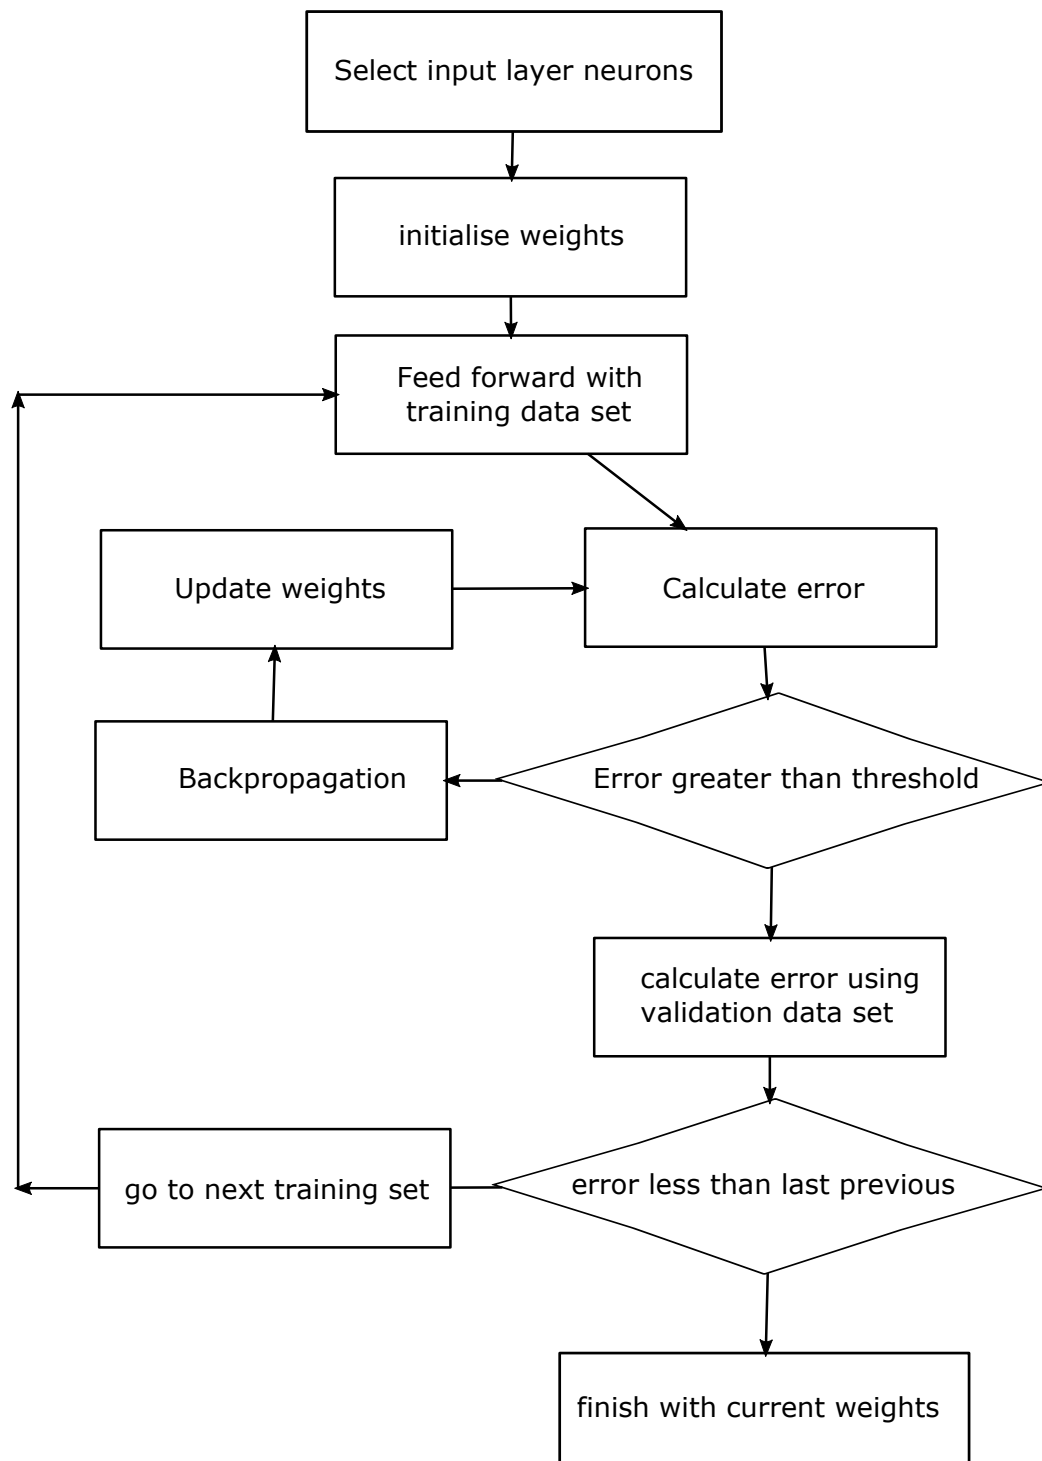 Select input layer neurons
initialise weights
Feed forward with
training data set
Update weights
Calculate error
Backpropagation
Error greater than threshold
calculate error using
validation data set
go to next training set
error less than last previous
finish with current weights